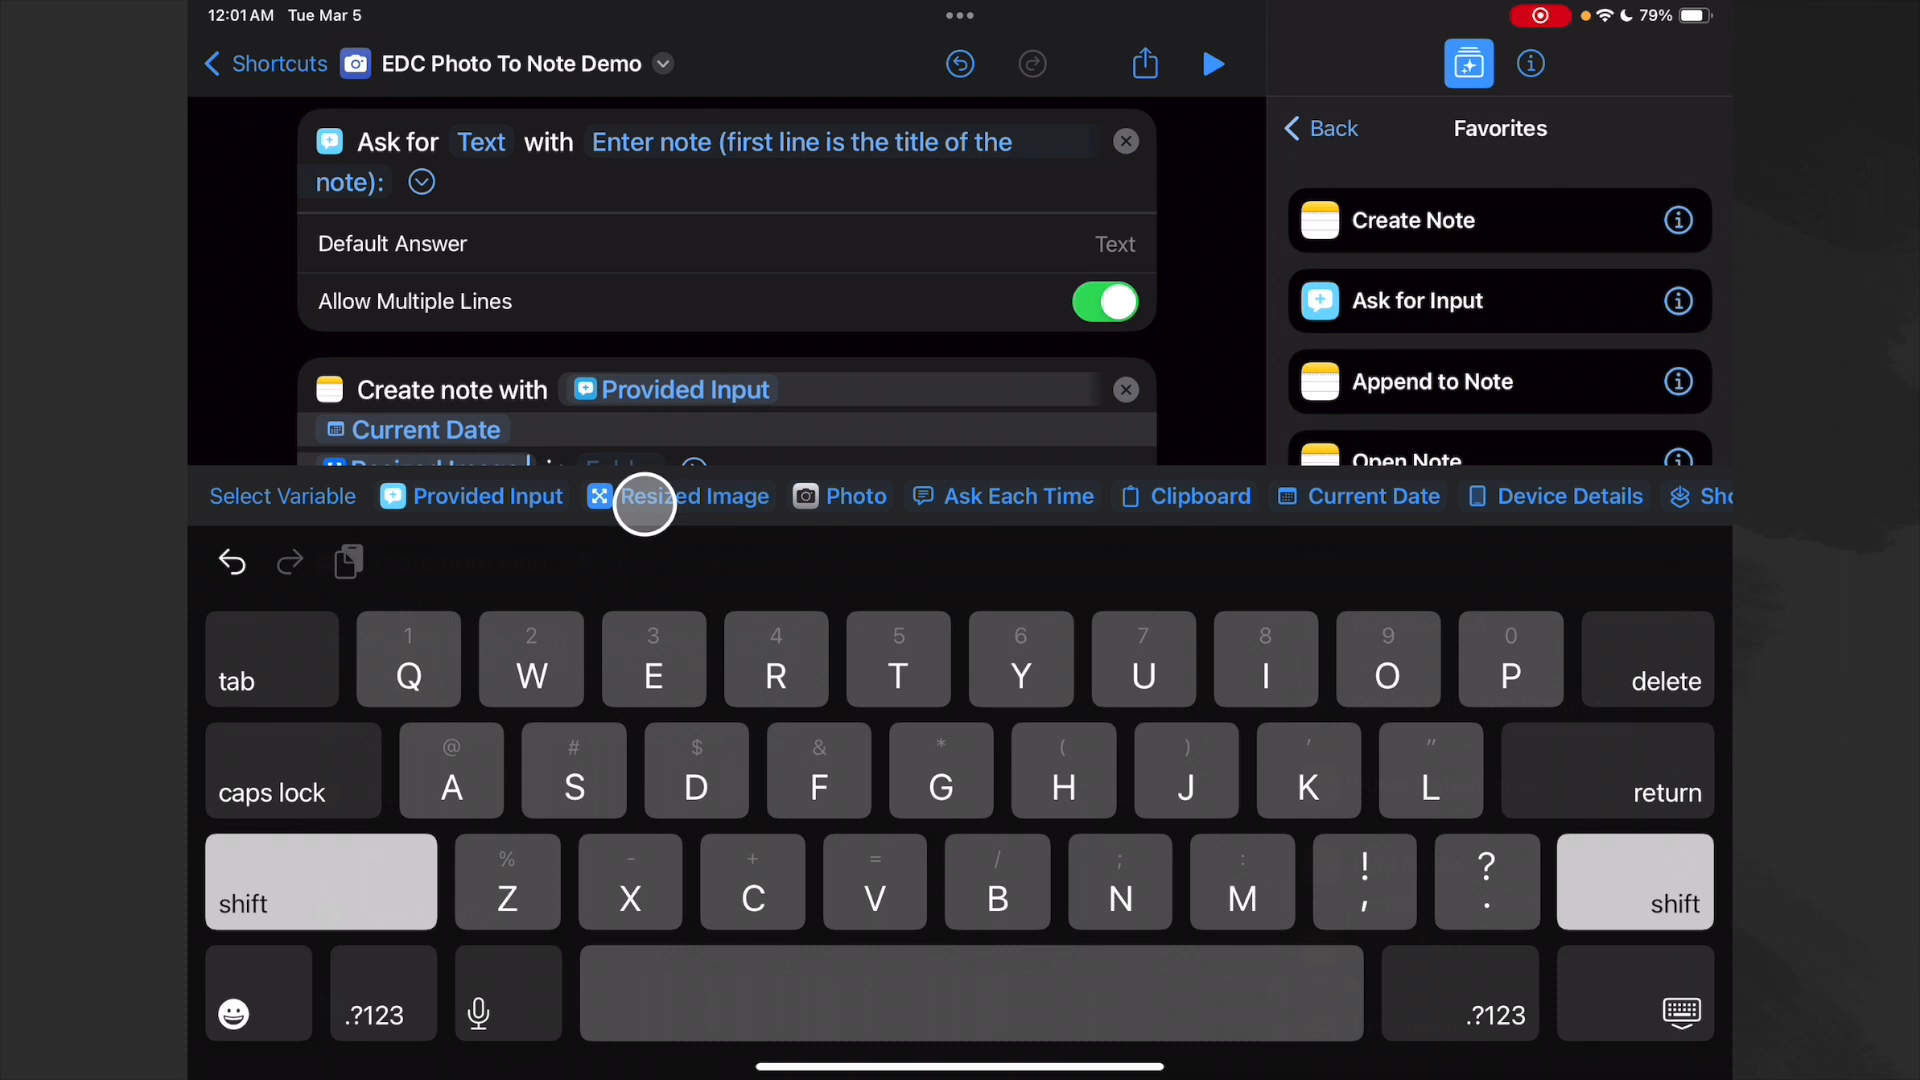 12:01 AM Tue Mar 5
79%
Shortcuts
EDC Photo To Note Demo
Ask for Text with Enter note (first line is the title of the
note):
Default Answer
Text
Allow Multiple Lines
Create note with Provided Input
Current Date
Resized Image
Back
Favorites
Create Note
Ask for Input
Append to Note
Open Note
Select Variable Provided Input Resized Image Photo Ask Each Time Clipboard Current Date Device Details Sho
1 2 3 4 5 6 7 8 9 0
tab Q W E R T Y U I O P delete
@ # $ & * ( ) ' "
caps lock A S D F G H J K L return
% - + = / ; : ! ?
shift Z X C V B N M , . shift
.?123 .?123